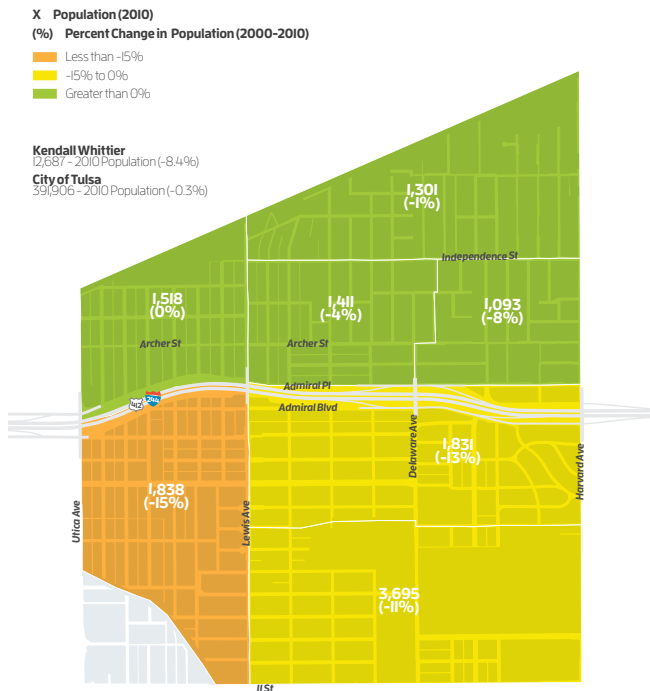 X Population (2010)
(%) Percent Change in Population (2000-2010)
Less than -15%
-15% to 0%
Greater than 0%
Kendall Whittier
12,687 - 2010 Population (-8.4%)
City of Tulsa
391,906 - 2010 Population (-0.3%)
1,301
(-1%)
Independence St
1,518
(0%)
1,411
(-4%)
1,093
(-8%)
Archer St
Archer St
Admiral Pl
412
244
Admiral Blvd
Delaware Ave
1,831
(-13%)
Harvard Ave
1,838
(-15%)
Utica Ave
Lewis Ave
3,695
(-11%)
11 St